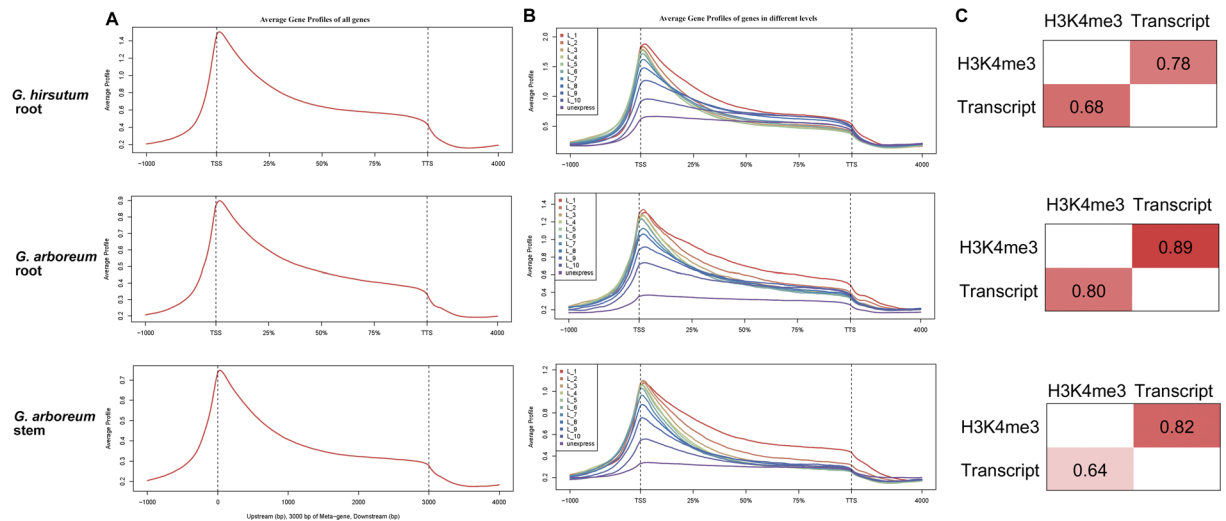 A
Average Gene Profiles of all genes
G. hirsutum
root
Average Profile
1.4
1.2
1.0
0.8
0.6
0.4
0.2
−1000 TSS 25% 50% 75% TTS 4000
G. arboreum
root
Average Profile
0.9
0.8
0.7
0.6
0.5
0.4
0.3
0.2
−1000 TSS 25% 50% 75% TTS 4000
G. arboreum
stem
Average Profile
0.7
0.6
0.5
0.4
0.3
0.2
−1000 0 1000 2000 3000 4000
Upstream (bp), 3000 bp of Meta−gene, Downstream (bp)
B
Average Gene Profiles of genes in different levels
Average Profile
2.0
1.5
1.0
0.5
L_1
L_2
L_3
L_4
L_5
L_6
L_7
L_8
L_9
L_10
unexpress
−1000 TSS 25% 50% 75% TTS 4000
Average Profile
1.4
1.2
1.0
0.8
0.6
0.4
0.2
L_1
L_2
L_3
L_4
L_5
L_6
L_7
L_8
L_9
L_10
unexpress
−1000 TSS 25% 50% 75% TTS 4000
Average Profile
1.2
1.0
0.8
0.6
0.4
0.2
L_1
L_2
L_3
L_4
L_5
L_6
L_7
L_8
L_9
L_10
unexpress
−1000 TSS 25% 50% 75% TTS 4000
C
H3K4me3 Transcript
H3K4me3 0.78
Transcript 0.68
H3K4me3 Transcript
H3K4me3 0.89
Transcript 0.80
H3K4me3 Transcript
H3K4me3 0.82
Transcript 0.64